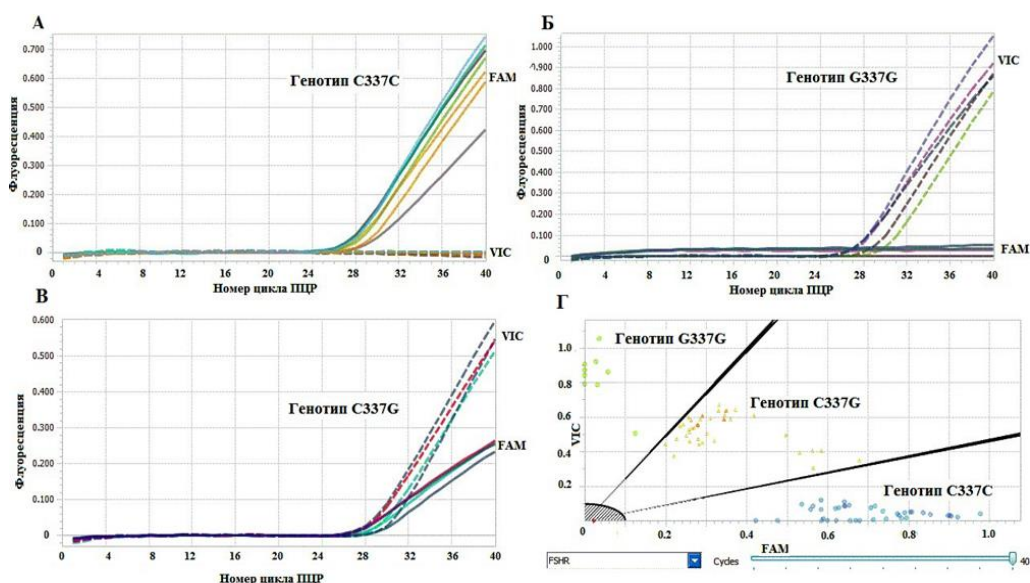 А
0.700
0.600
0.500
0.400
0.300
0.200
0.100
0
Флуоресценция
Генотип C337C
FAM
VIC
0 4 8 12 16 20 24 28 32 36 40
Номер цикла ПЦР
Б
1.000
0.900
0.800
0.700
0.600
0.500
0.400
0.300
0.200
0.100
0
Флуоресценция
Генотип G337G
VIC
FAM
0 4 8 12 16 20 24 28 32 36 40
Номер цикла ПЦР
В
0.600
0.500
0.400
0.300
0.200
0.100
0
Флуоресценция
Генотип C337G
VIC
FAM
0 4 8 12 16 20 24 28 32 36 40
Номер цикла ПЦР
Г
1.0
0.8
0.6
0.4
0.2
0.0
VIC
Генотип G337G
Генотип C337G
Генотип C337C
0.2 0.4 0.6 0.8 1.0
FAM
FSHR
Cycles
40